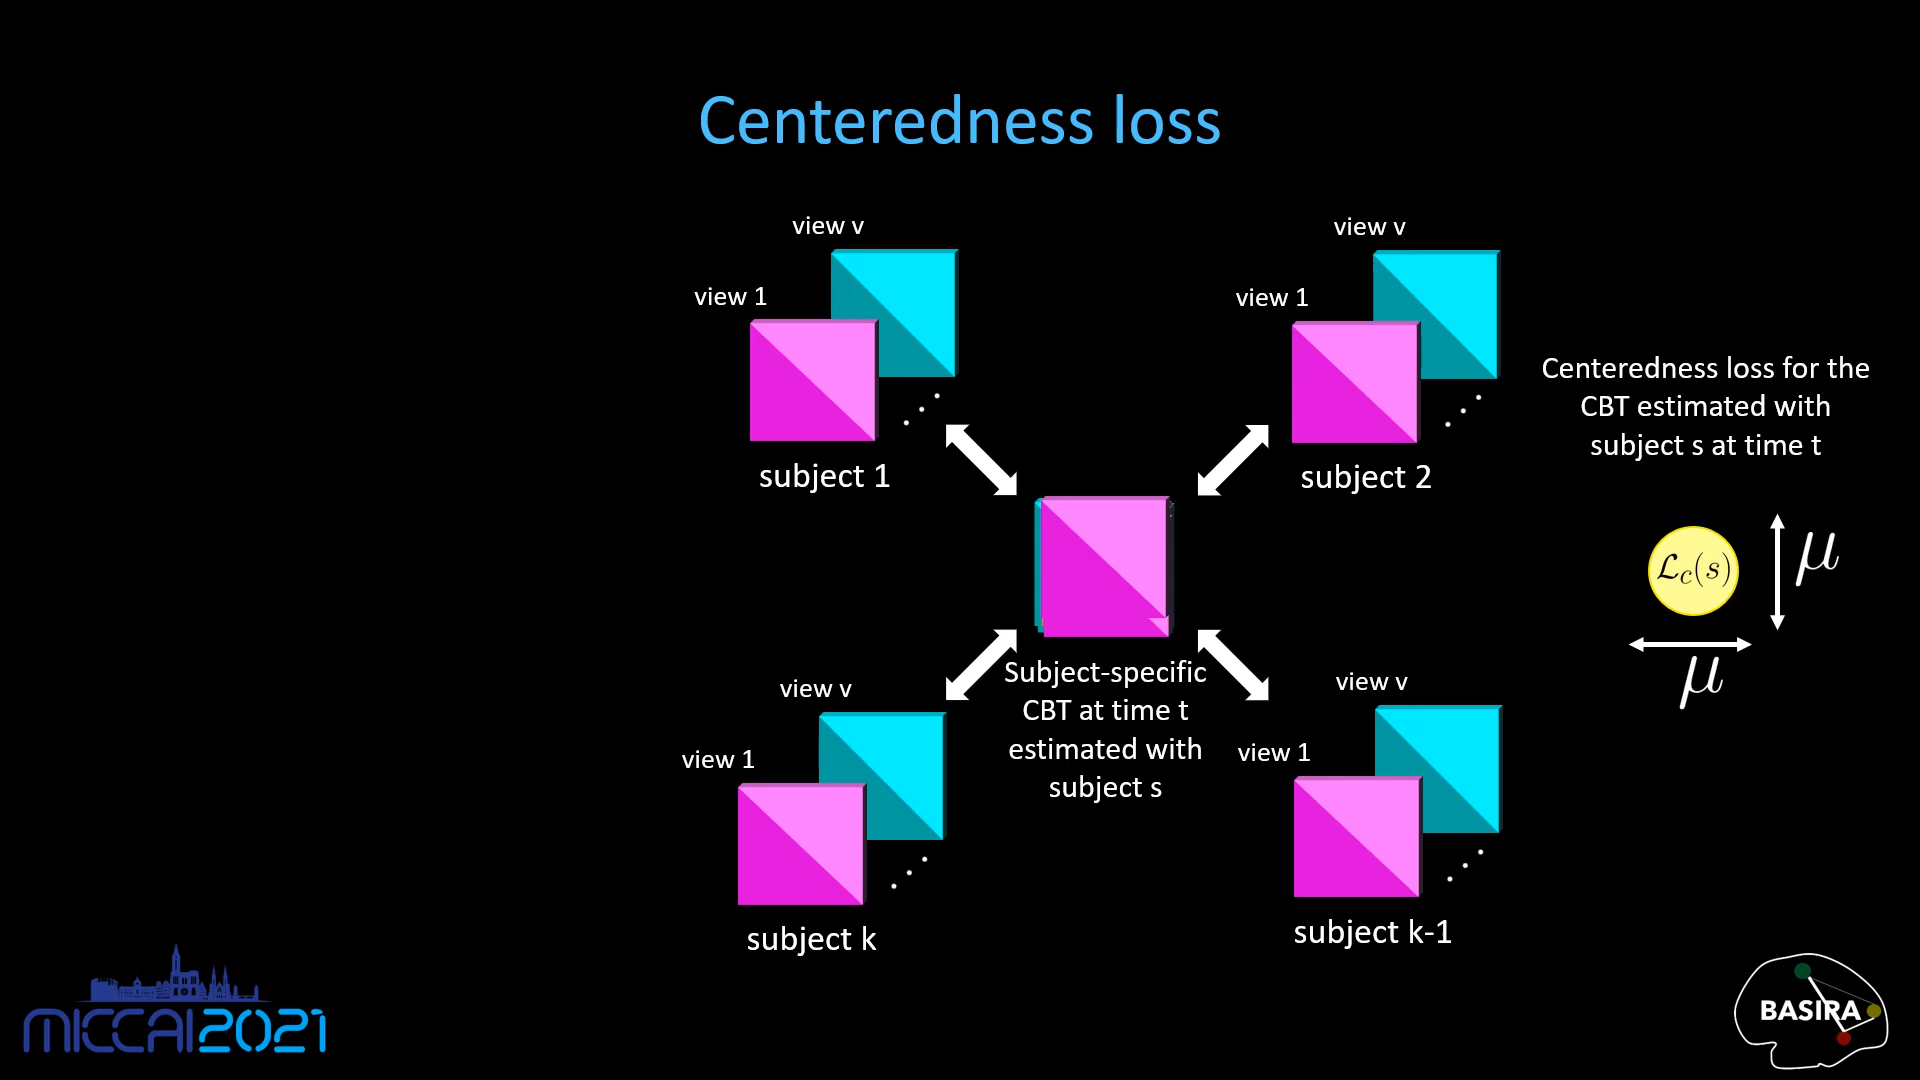 Centeredness loss
view v
view 1
subject 1
view v
view 1
subject 2
Centeredness loss for the
CBT estimated with
subject s at time t
ℒc(s)
μ
μ
Subject-specific
CBT at time t
estimated with
subject s
view v
view 1
subject k
view v
view 1
subject k-1
MICCAI2021
BASIRA